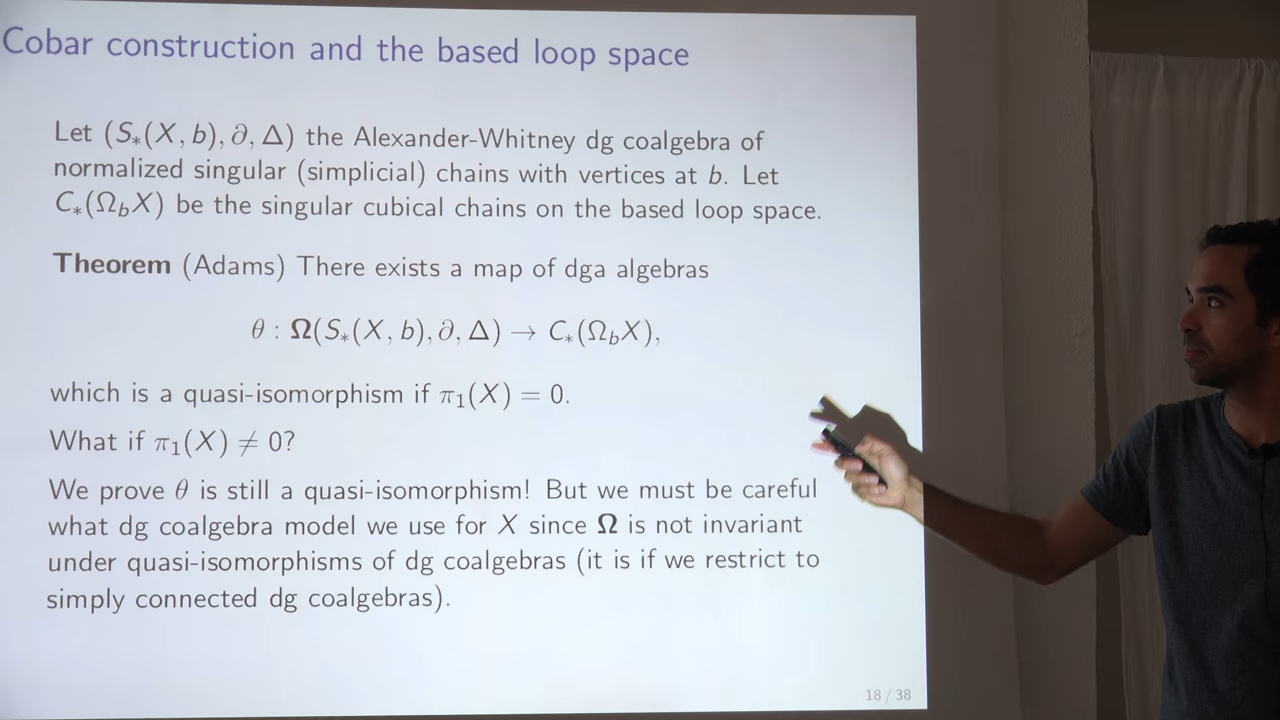 Cobar construction and the based loop space
Let (S∗(X, b), ∂, Δ) the Alexander-Whitney dg coalgebra of
normalized singular (simplicial) chains with vertices at b. Let
C∗(Ω_bX) be the singular cubical chains on the based loop space.
Theorem (Adams) There exists a map of dga algebras
θ : Ω(S∗(X, b), ∂, Δ) → C∗(Ω_bX),
which is a quasi-isomorphism if π₁(X) = 0.
What if π₁(X) ≠ 0?
We prove θ is still a quasi-isomorphism! But we must be careful
what dg coalgebra model we use for X since Ω is not invariant
under quasi-isomorphisms of dg coalgebras (it is if we restrict to
simply connected dg coalgebras).
18 / 38